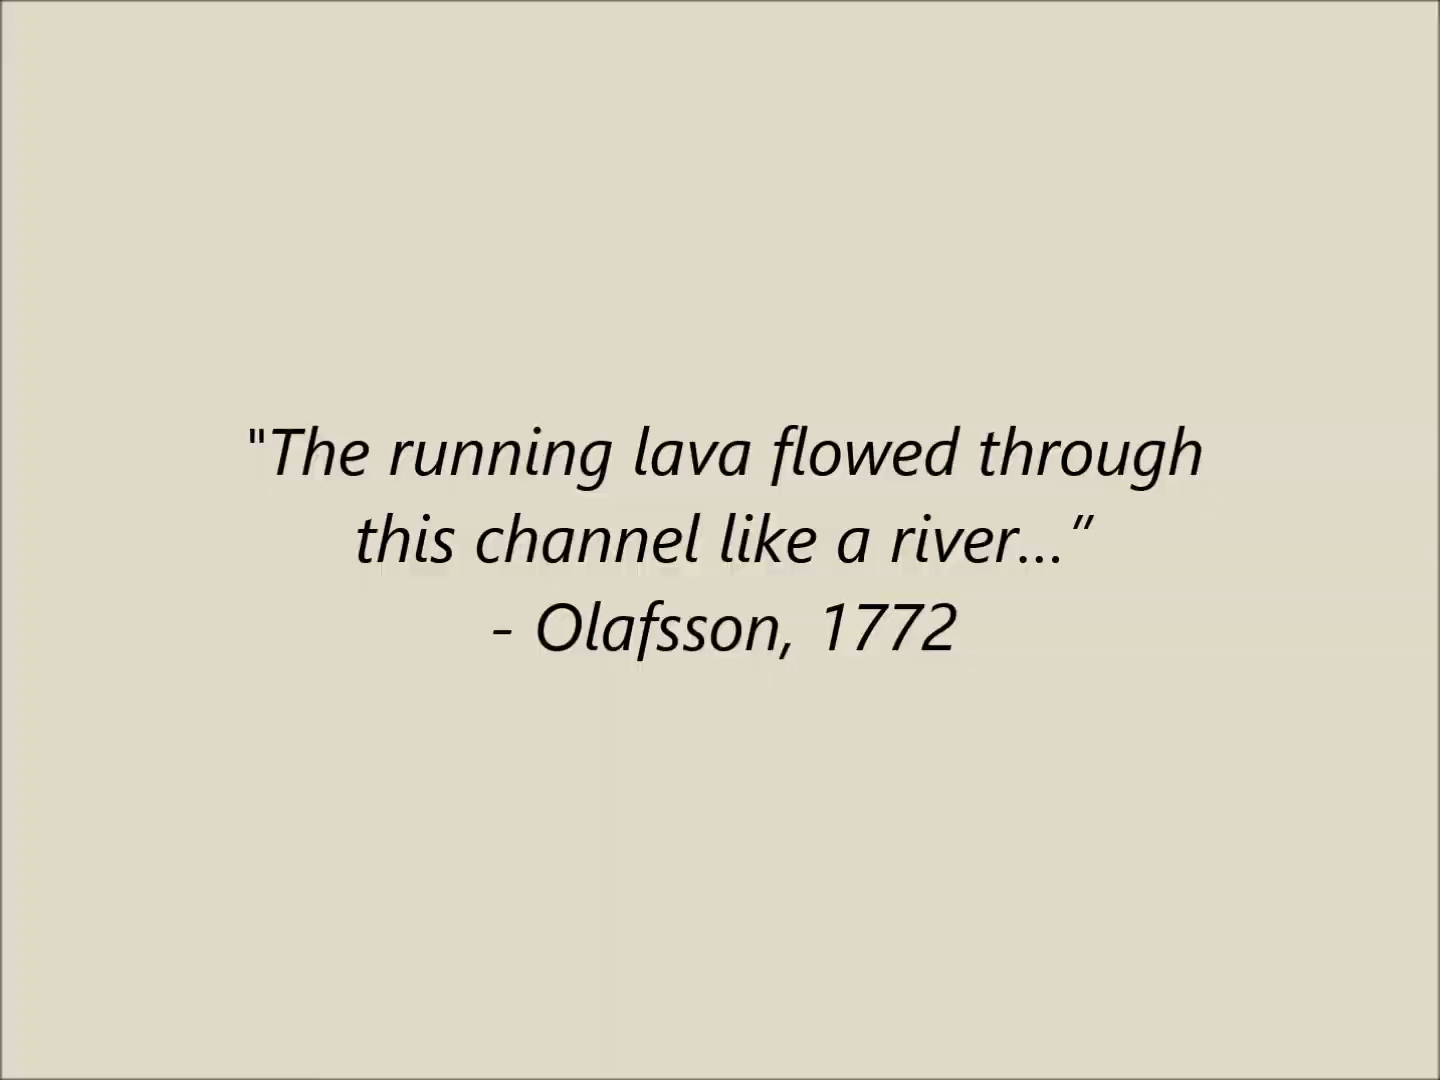 "The running lava flowed through
this channel like a river...”
- Olafsson, 1772